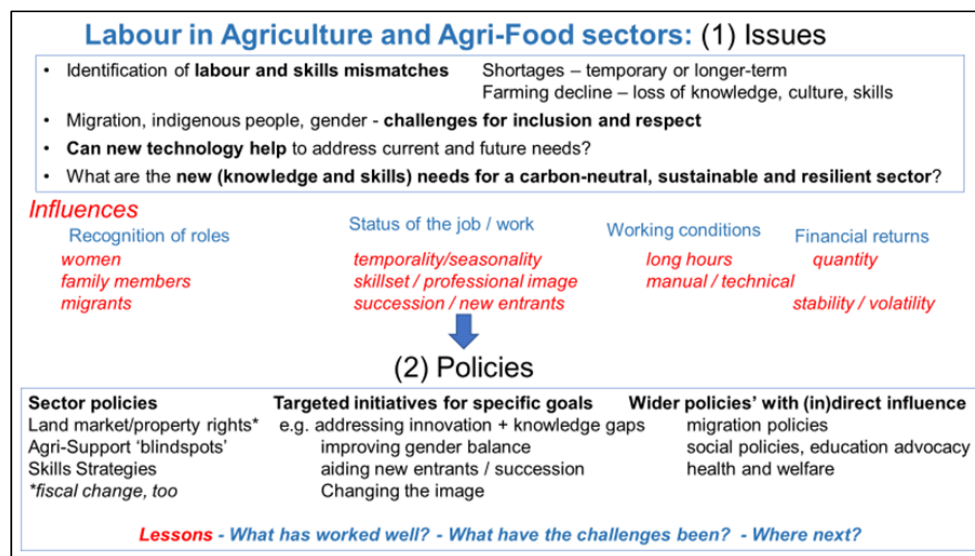 Labour in Agriculture and Agri-Food sectors: (1) Issues
• Identification of labour and skills mismatches
Shortages – temporary or longer-term
Farming decline – loss of knowledge, culture, skills
• Migration, indigenous people, gender - challenges for inclusion and respect
• Can new technology help to address current and future needs?
• What are the new (knowledge and skills) needs for a carbon-neutral, sustainable and resilient sector?
Influences
Recognition of roles
women
family members
migrants
Status of the job / work
temporality/seasonality
skillset / professional image
succession / new entrants
Working conditions
long hours
manual / technical
Financial returns
quantity
stability / volatility
(2) Policies
Sector policies
Land market/property rights*
Agri-Support ‘blindspots’
Skills Strategies
*fiscal change, too
Targeted initiatives for specific goals
e.g. addressing innovation + knowledge gaps
improving gender balance
aiding new entrants / succession
Changing the image
Wider policies’ with (in)direct influence
migration policies
social policies, education advocacy
health and welfare
Lessons - What has worked well? - What have the challenges been? - Where next?